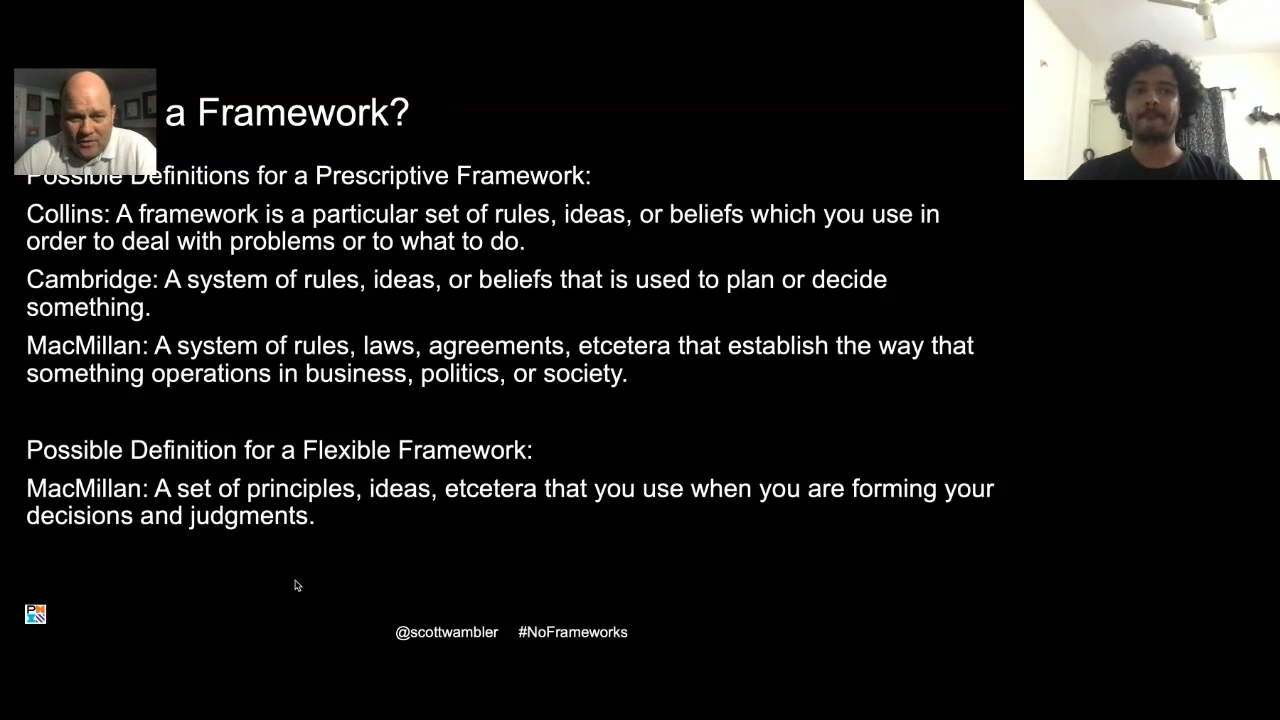 a Framework?
Possible Definitions for a Prescriptive Framework:
Collins: A framework is a particular set of rules, ideas, or beliefs which you use in
order to deal with problems or to what to do.
Cambridge: A system of rules, ideas, or beliefs that is used to plan or decide
something.
MacMillan: A system of rules, laws, agreements, etcetera that establish the way that
something operations in business, politics, or society.
Possible Definition for a Flexible Framework:
MacMillan: A set of principles, ideas, etcetera that you use when you are forming your
decisions and judgments.
@scottwambler #NoFrameworks